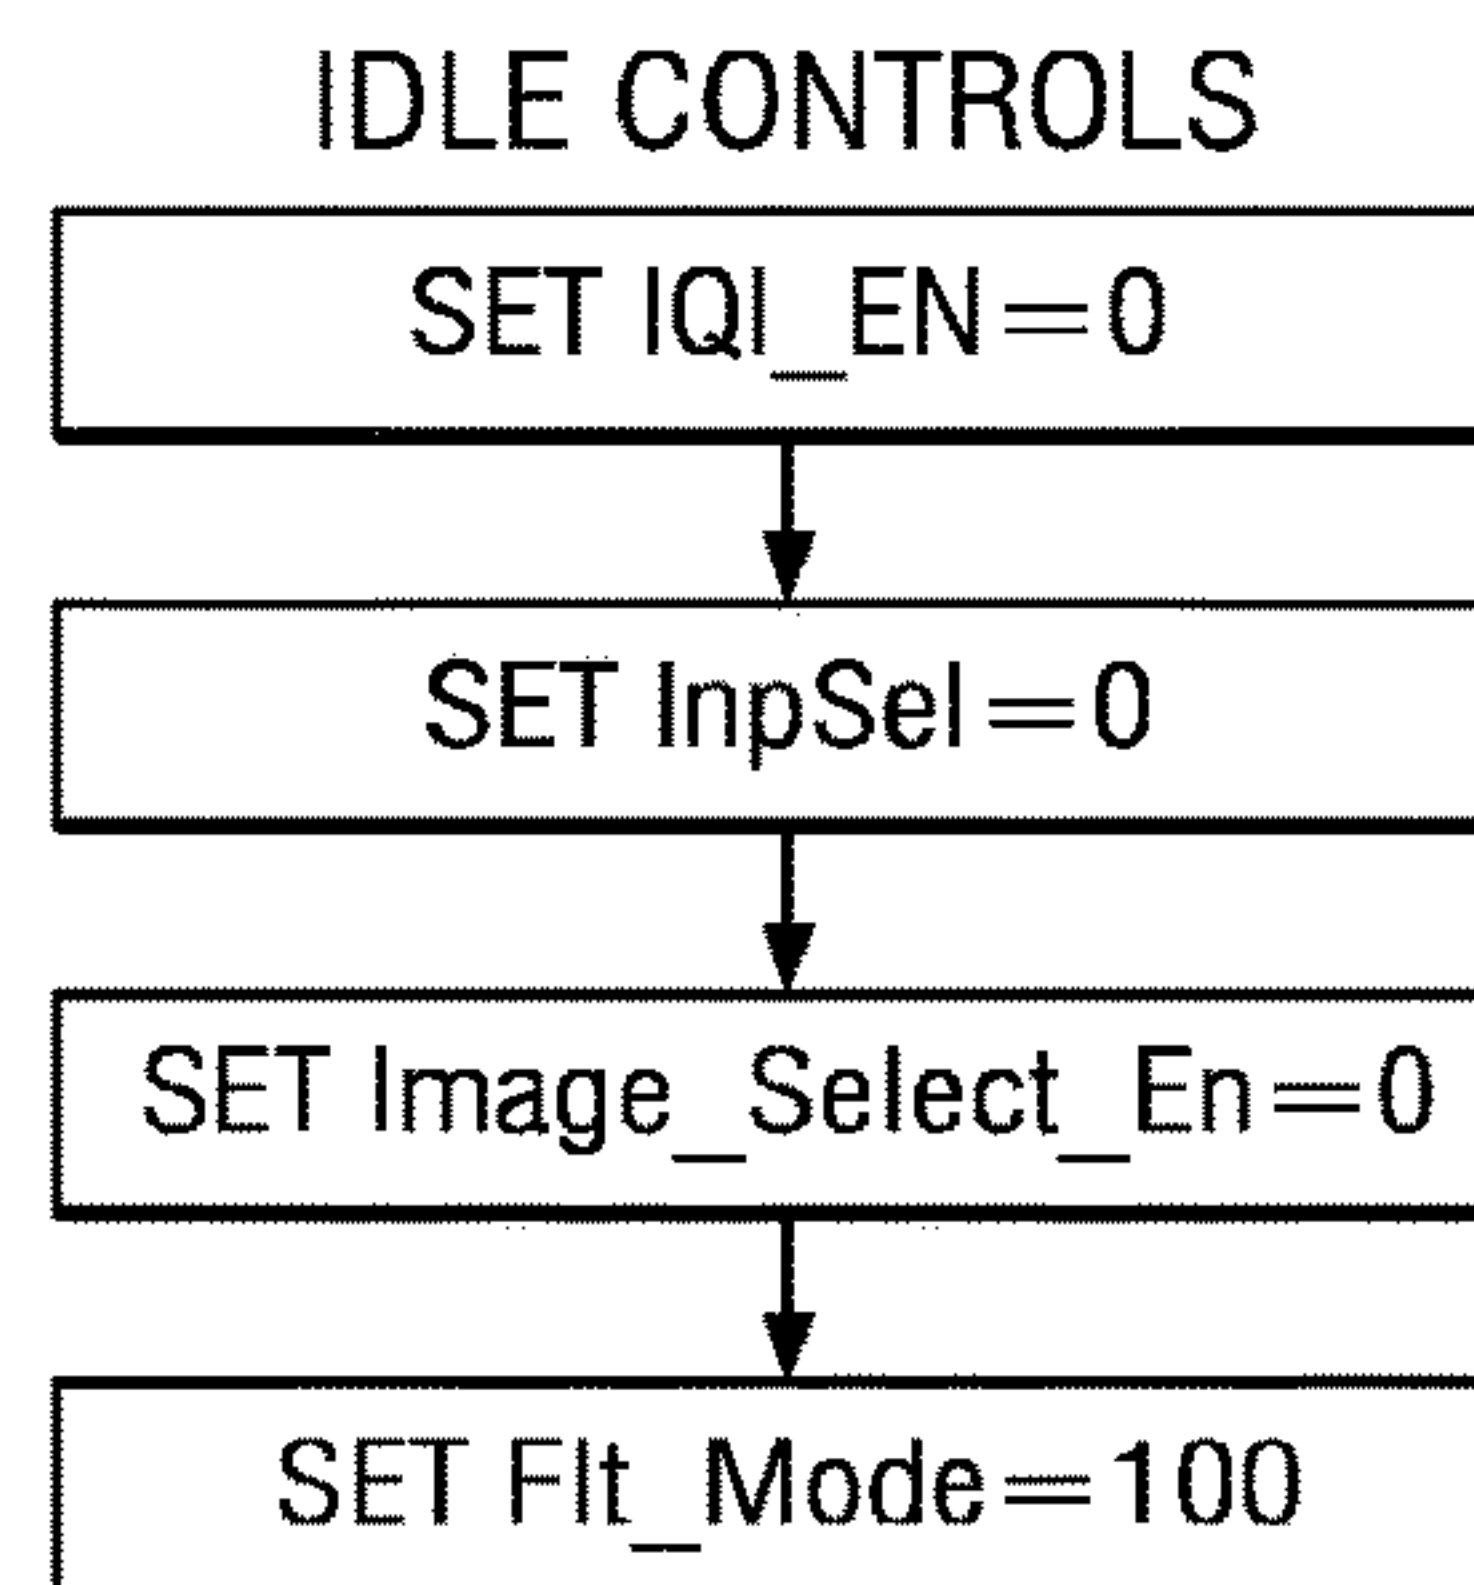 IDLE CONTROLS
SET IQI_EN=0
SET InpSel=0
SET Image_Select_En=0
SET Flt_Mode=100